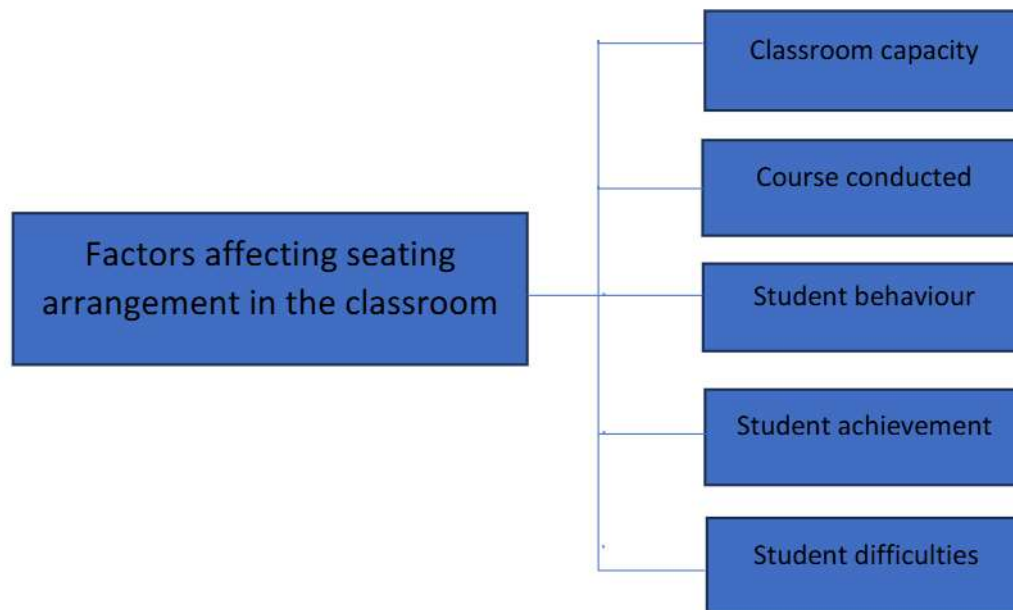 Factors affecting seating
arrangement in the classroom
Classroom capacity
Course conducted
Student behaviour
Student achievement
Student difficulties